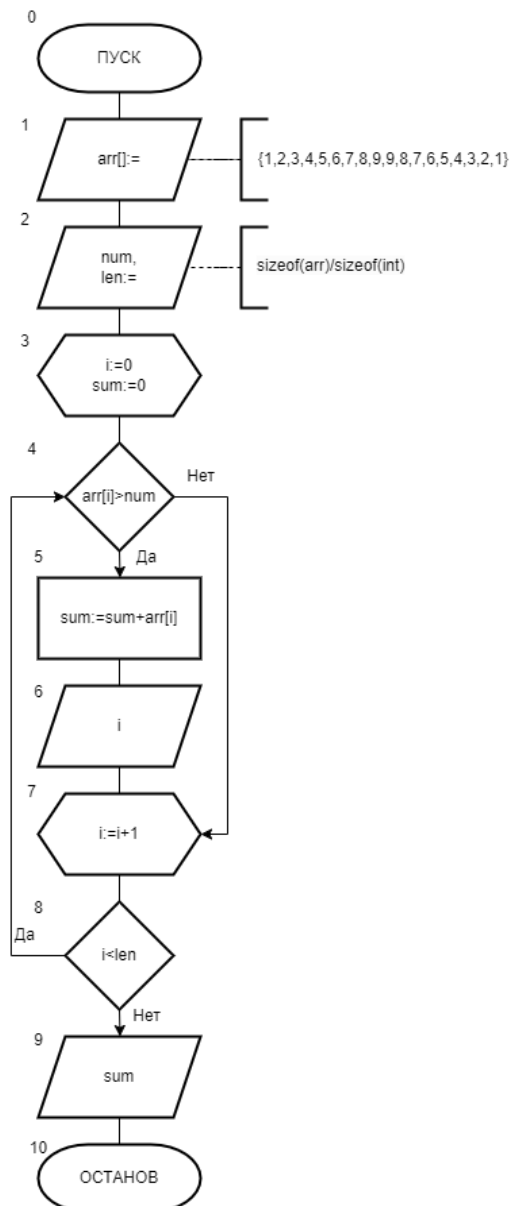 0
ПУСК
1
arr[]:=
{1,2,3,4,5,6,7,8,9,9,8,7,6,5,4,3,2,1}
2
num,
len:=
sizeof(arr)/sizeof(int)
3
i:=0
sum:=0
4
arr[i]>num
Нет
Да
5
sum:=sum+arr[i]
6
i
7
i:=i+1
8
Да
i<len
Нет
9
sum
10
ОСТАНОВ